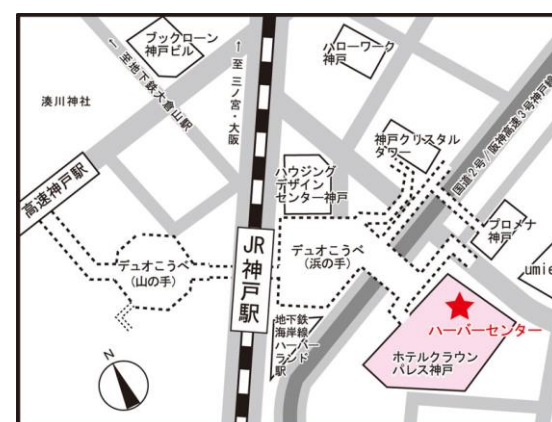 ブックローン
神戸ビル
← 至地下鉄大倉山駅
← 至 三ノ宮・大阪
ハローワーク
神戸
湊川神社
神戸クリスタル
タワー
国道2号/阪神高速3号神戸線
高速神戸駅
ハウジング
デザイン
センター神戸
プロメナ
神戸
デュオこうべ
(山の手)
JR神戸駅
デュオこうべ
(浜の手)
umie
地下鉄
海岸線
ハーバー
ランド
駅
ハーバーセンター
ホテルクラウン
パレス神戸
N